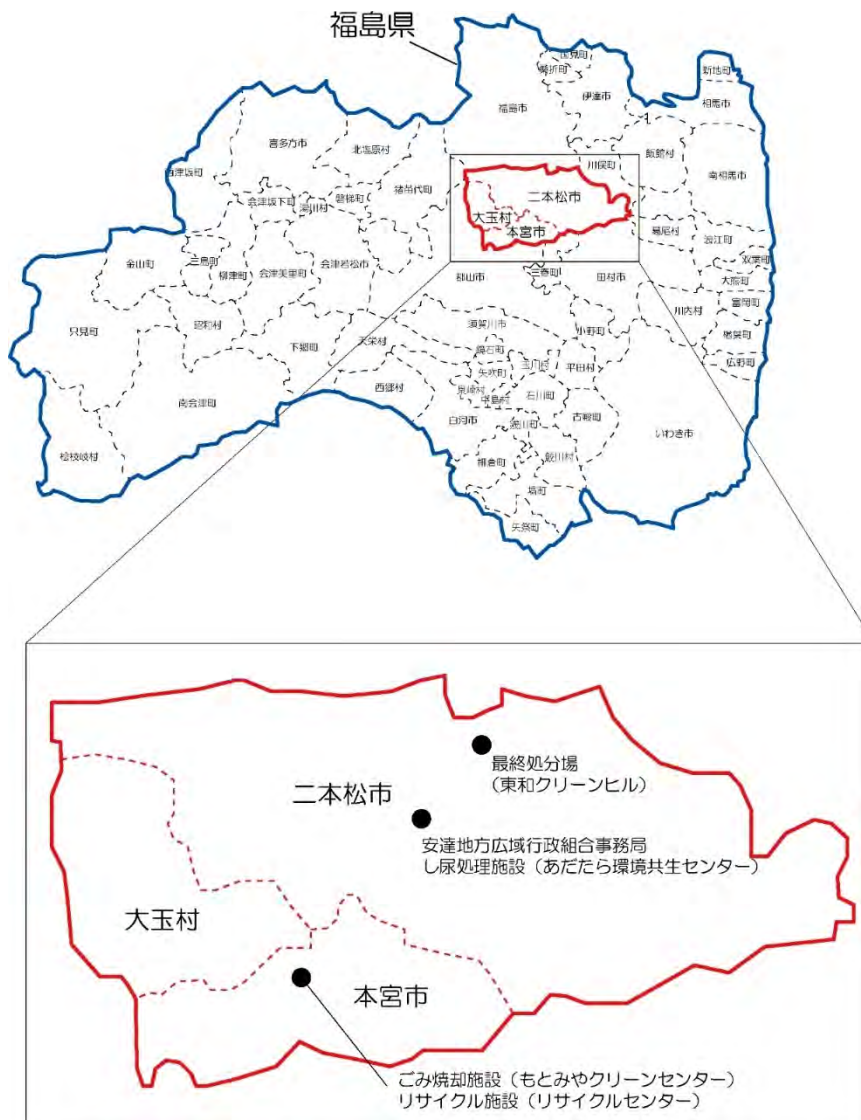 福島県
国見町
桑折町
新地町
伊達市
相馬市
福島市
喜多方市
北塩原村
飯館村
川俣町
西会津町
猪苗代町
南相馬市
磐梯町
会津坂下町
湯川村
二本松市
大玉村
本宮市
葛尾村
浪江町
双葉町
金山町
三島町
柳津町
会津美里町
会津若松市
郡山市
三春町
田村市
大熊町
富岡町
川内村
只見町
昭和村
須賀川市
小野町
楢葉町
下郷町
天栄村
鏡石町
玉川村
平田村
広野町
矢吹町
西郷村
泉崎村
中島村
石川町
南会津町
古殿町
白河市
浅川町
いわき市
檜枝岐村
棚倉町
鮫川村
塙町
矢祭町
最終処分場
（東和クリーンヒル）
二本松市
安達地方広域行政組合事務局
し尿処理施設（あだたら環境共生センター）
大玉村
本宮市
ごみ焼却施設（もとみやクリーンセンター）
リサイクル施設（リサイクルセンター）